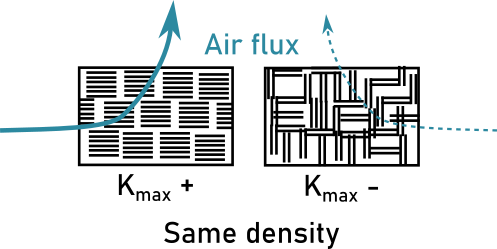 Air flux
Kmax +
Kmax -
Same density